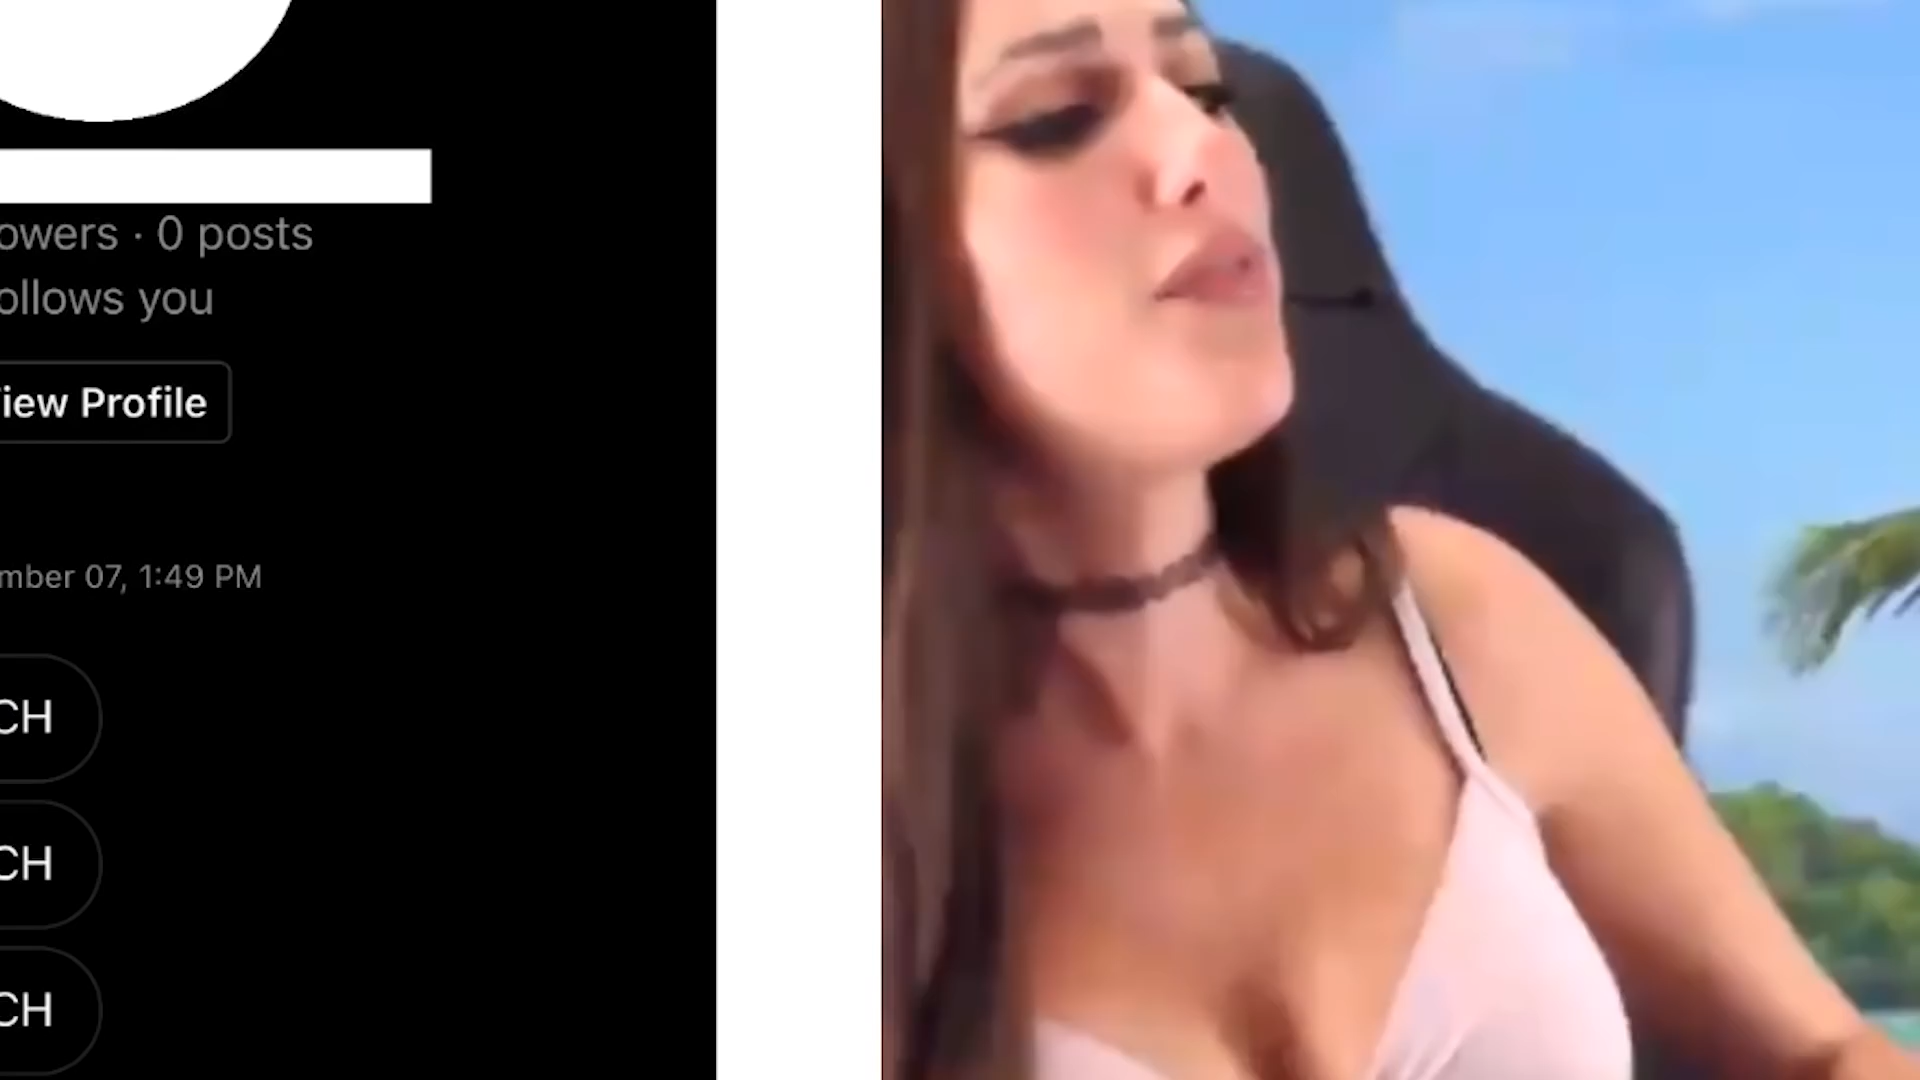 owers · 0 posts
ollows you
iew Profile
mber 07, 1:49 PM
CH
CH
CH